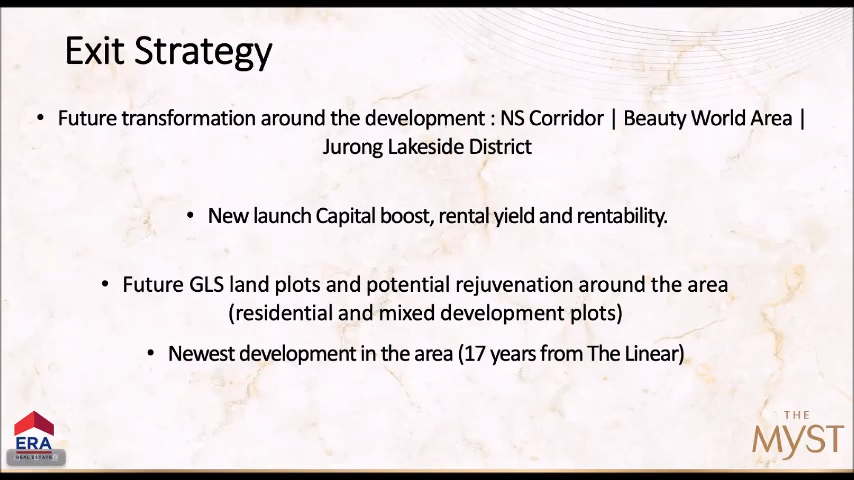 Exit Strategy
• Future transformation around the development : NS Corridor | Beauty World Area |
Jurong Lakeside District
• New launch Capital boost, rental yield and rentability.
• Future GLS land plots and potential rejuvenation around the area
(residential and mixed development plots)
• Newest development in the area (17 years from The Linear)
ERA
REAL ESTATE
THE
MYST